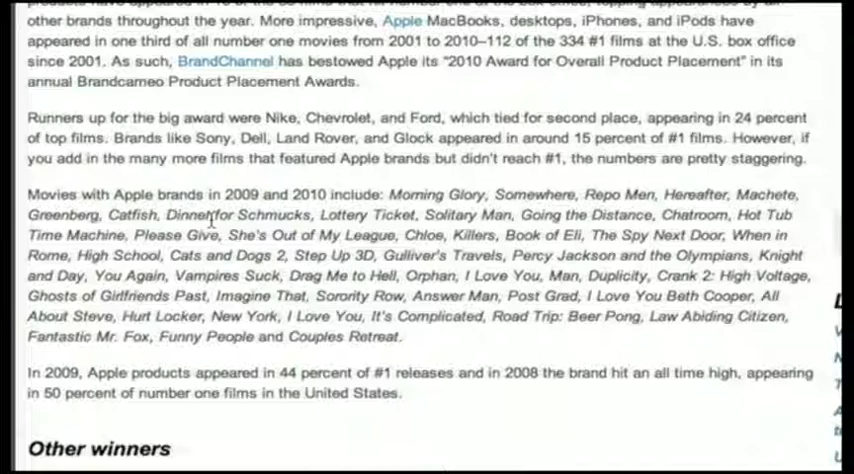 other brands throughout the year. More impressive, Apple MacBooks, desktops, iPhones, and iPods have
appeared in one third of all number one movies from 2001 to 2010–112 of the 334 #1 films at the U.S. box office
since 2001. As such, BrandChannel has bestowed Apple its "2010 Award for Overall Product Placement" in its
annual Brandcameo Product Placement Awards.
Runners up for the big award were Nike, Chevrolet, and Ford, which tied for second place, appearing in 24 percent
of top films. Brands like Sony, Dell, Land Rover, and Glock appeared in around 15 percent of #1 films. However, if
you add in the many more films that featured Apple brands but didn't reach #1, the numbers are pretty staggering.
Movies with Apple brands in 2009 and 2010 include: Morning Glory, Somewhere, Repo Men, Hereafter, Machete,
Greenberg, Catfish, Dinner for Schmucks, Lottery Ticket, Solitary Man, Going the Distance, Chatroom, Hot Tub
Time Machine, Please Give, She's Out of My League, Chloe, Killers, Book of Eli, The Spy Next Door, When in
Rome, High School, Cats and Dogs 2, Step Up 3D, Gulliver's Travels, Percy Jackson and the Olympians, Knight
and Day, You Again, Vampires Suck, Drag Me to Hell, Orphan, I Love You, Man, Duplicity, Crank 2: High Voltage,
Ghosts of Girlfriends Past, Imagine That, Sorority Row, Answer Man, Post Grad, I Love You Beth Cooper, All
About Steve, Hurt Locker, New York, I Love You, It's Complicated, Road Trip: Beer Pong, Law Abiding Citizen,
Fantastic Mr. Fox, Funny People and Couples Retreat.
In 2009, Apple products appeared in 44 percent of #1 releases and in 2008 the brand hit an all time high, appearing
in 50 percent of number one films in the United States.
Other winners